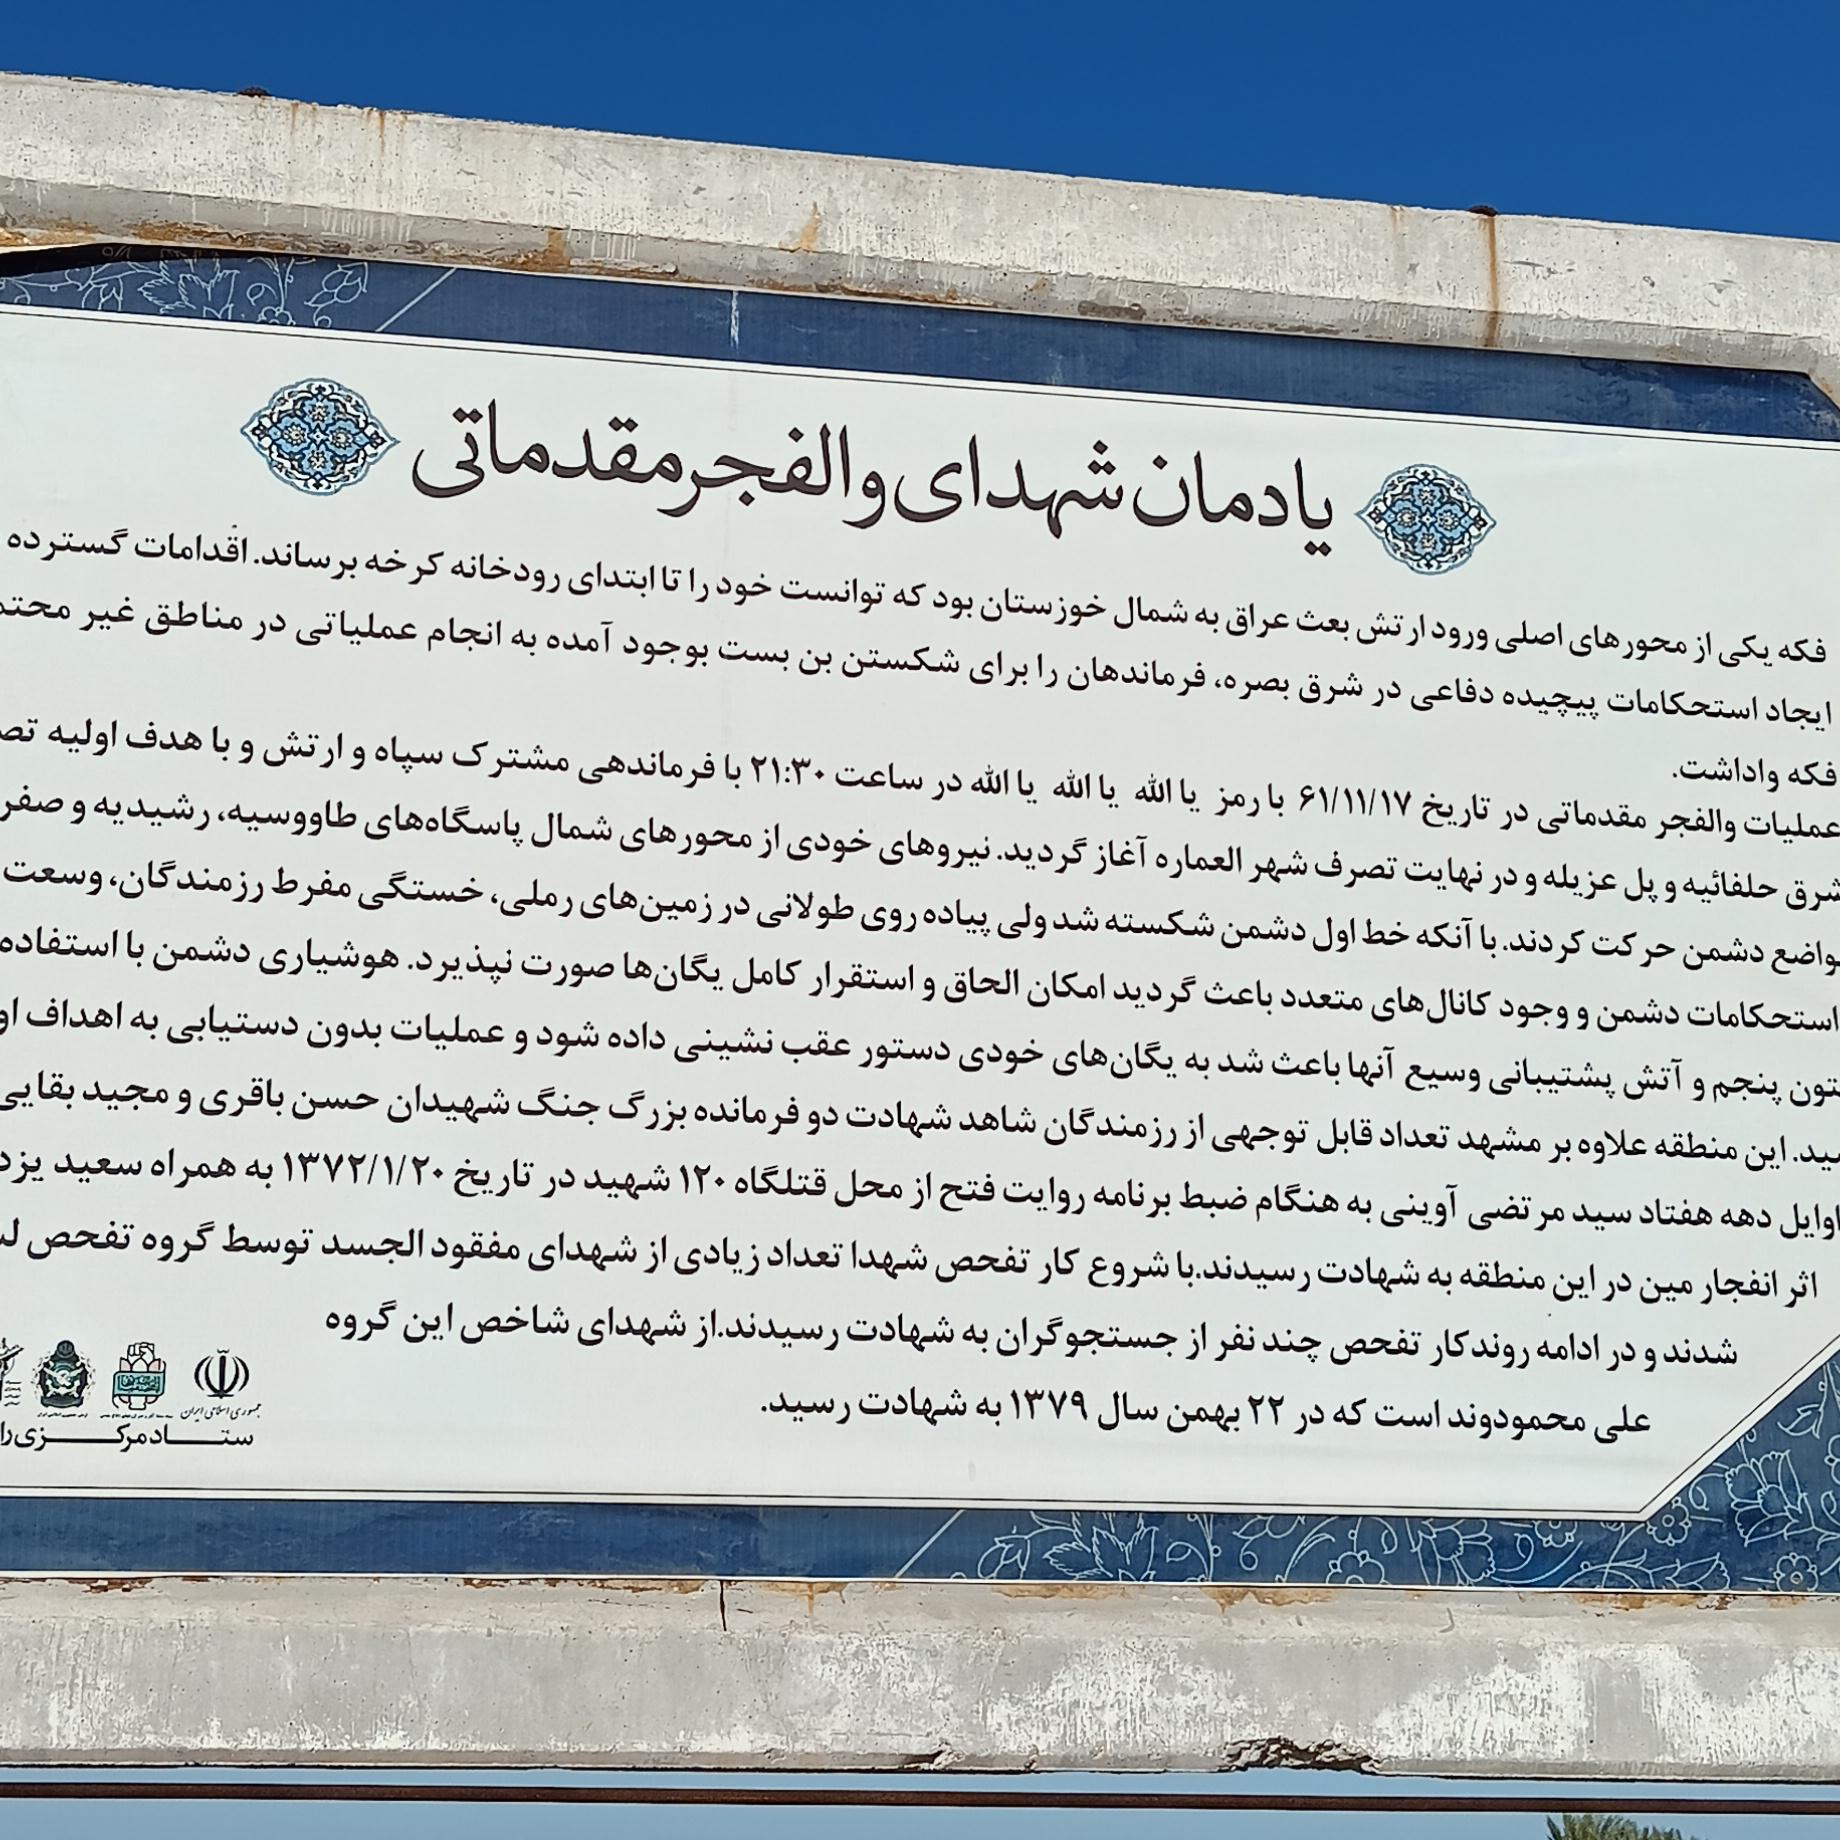 یادمان شهدای والفجر مقدماتی
فکه یکی از محورهای اصلی ورود ارتش بعث عراق به شمال خوزستان بود که توانست خود را تا ابتدای رودخانه کرخه برساند. اقدامات گسترده
ایجاد استحکامات پیچیده دفاعی در شرق بصره، فرماندهان را برای شکستن بن بست بوجود آمده به انجام عملیاتی در مناطق غیر
فکه واداشت.
عملیات والفجر مقدماتی در تاریخ ۶۱/۱۱/۱۷ با رمز یا الله یا الله یا الله در ساعت ۲۱:۳۰ با فرماندهی مشترک سپاه و ارتش و با هدف اولیه
شرق حلفائیه و پل عزیله و در نهایت تصرف شهر العماره آغاز گردید. نیروهای خودی از محورهای شمال پاسگاه‌های طاووسیه، رشیدیه و
دشمن حرکت کردند. با آنکه خط اول دشمن شکسته شد ولی پیاده روی طولانی در زمین‌های رملی، خستگی مفرط رزمندگان، وسعت
استحکامات دشمن و وجود کانال‌های متعدد باعث گردید امکان الحاق و استقرار کامل یگان‌ها صورت نپذیرد. هوشیاری دشمن با استفاده
پنجم و آتش پشتیبانی وسیع آنها باعث شد به یگان‌های خودی دستور عقب نشینی داده شود و عملیات بدون دستیابی به اهداف
این منطقه علاوه بر مشهد تعداد قابل توجهی از رزمندگان شاهد شهادت دو فرمانده بزرگ جنگ شهیدان حسن باقری و مجید بقایی
اوایل دهه هفتاد سید مرتضی آوینی به هنگام ضبط برنامه روایت فتح از محل قتلگاه ۱۲۰ شهید در تاریخ ۱۳۷۲/۱/۲۰ به همراه سعید
اثر انفجار مین در این منطقه به شهادت رسیدند.با شروع کار تفحص شهدا تعداد زیادی از شهدای مفقود الجسد توسط گروه تفحص
شدند و در ادامه روند کار تفحص چند نفر از جستجوگران به شهادت رسیدند.از شهدای شاخص این گروه
علی محمودوند است که در ۲۲ بهمن سال ۱۳۷۹ به شهادت رسید.
جمهوری اسلامی ایران
ستاد مرکزی